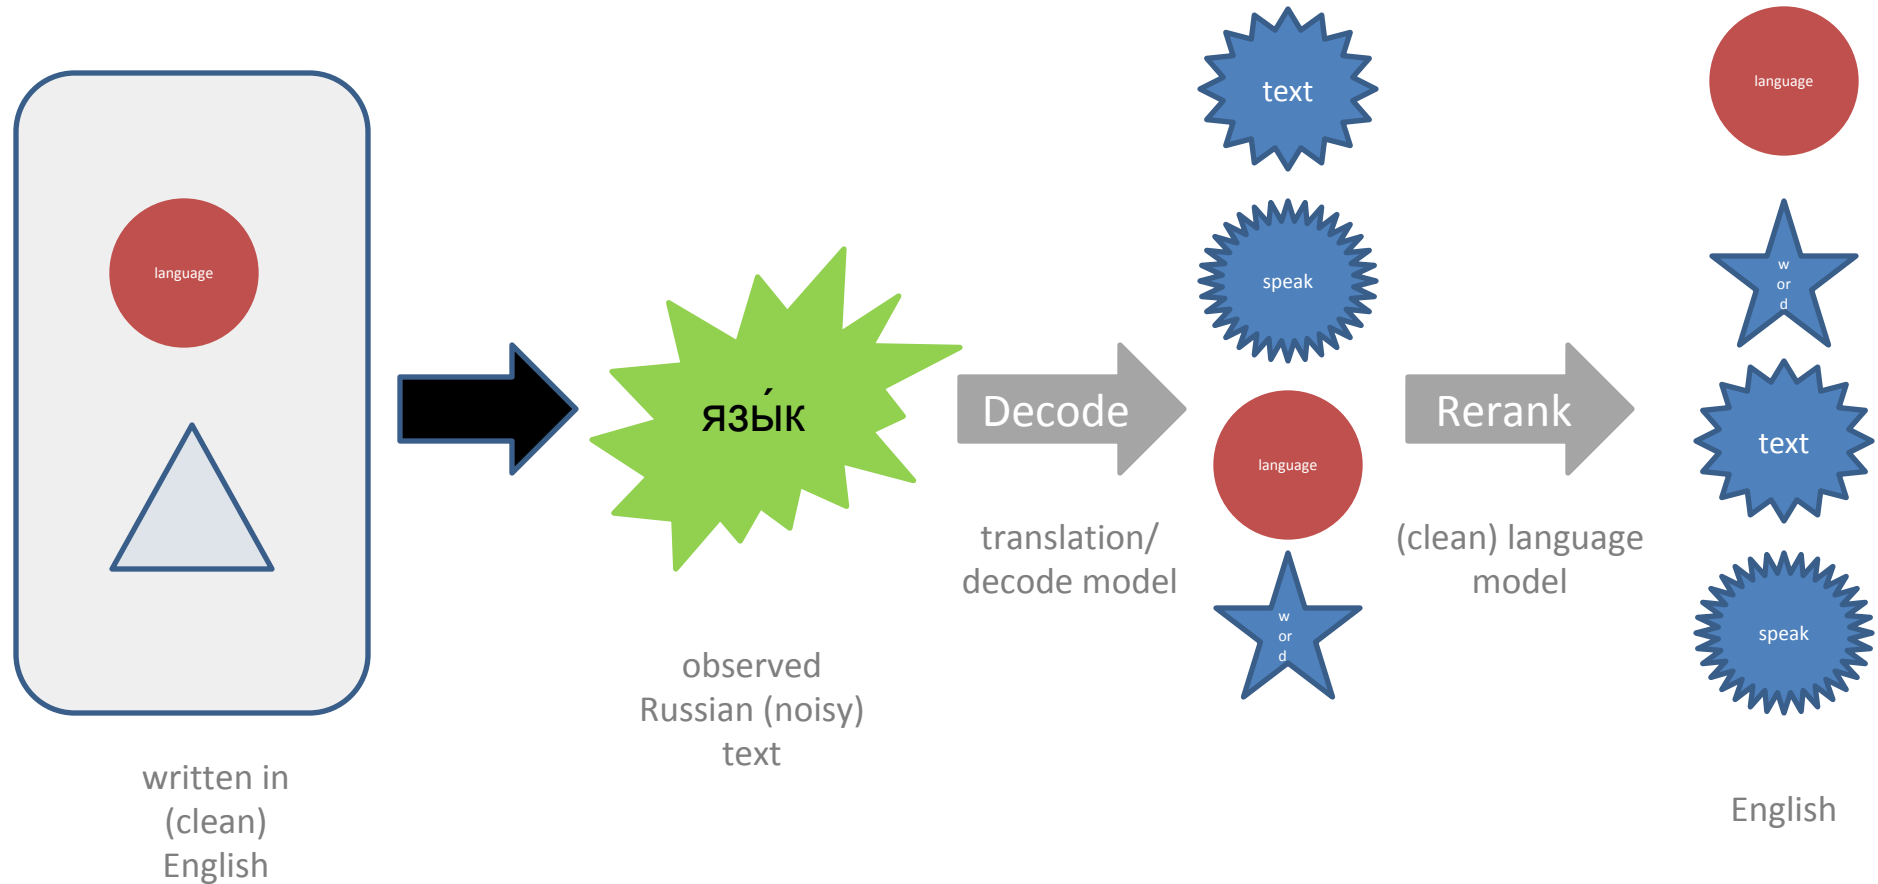 language
written in
(clean)
English
язы́к
observed
Russian (noisy)
text
Decode
translation/
decode model
text
speak
language
w
or
d
Rerank
(clean) language
model
language
w
or
d
text
speak
English